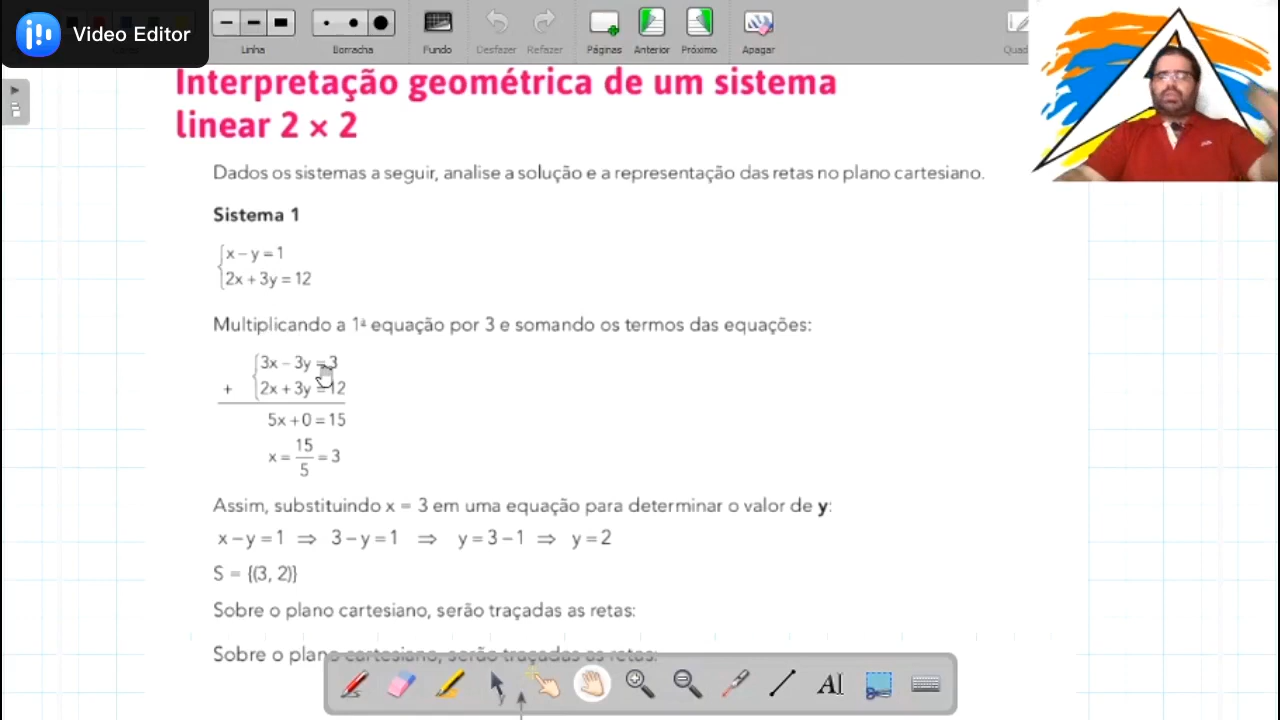 Video Editor
Linha
Borracha
Fundo
Desfazer
Refazer
Páginas
Anterior
Próximo
Apagar
Quad
Interpretação geométrica de um sistema
linear 2 × 2
Dados os sistemas a seguir, analise a solução e a representação das retas no plano cartesiano.
Sistema 1
x – y = 1
2x + 3y = 12
Multiplicando a 1ª equação por 3 e somando os termos das equações:
3x – 3y = 3
+ 2x + 3y = 12
5x + 0 = 15
x = 15/5 = 3
Assim, substituindo x = 3 em uma equação para determinar o valor de y:
x – y = 1 ⇒ 3 – y = 1 ⇒ y = 3 – 1 ⇒ y = 2
S = {(3, 2)}
Sobre o plano cartesiano, serão traçadas as retas:
Sobre o plano cartesiano, serão traçadas as retas:
AI